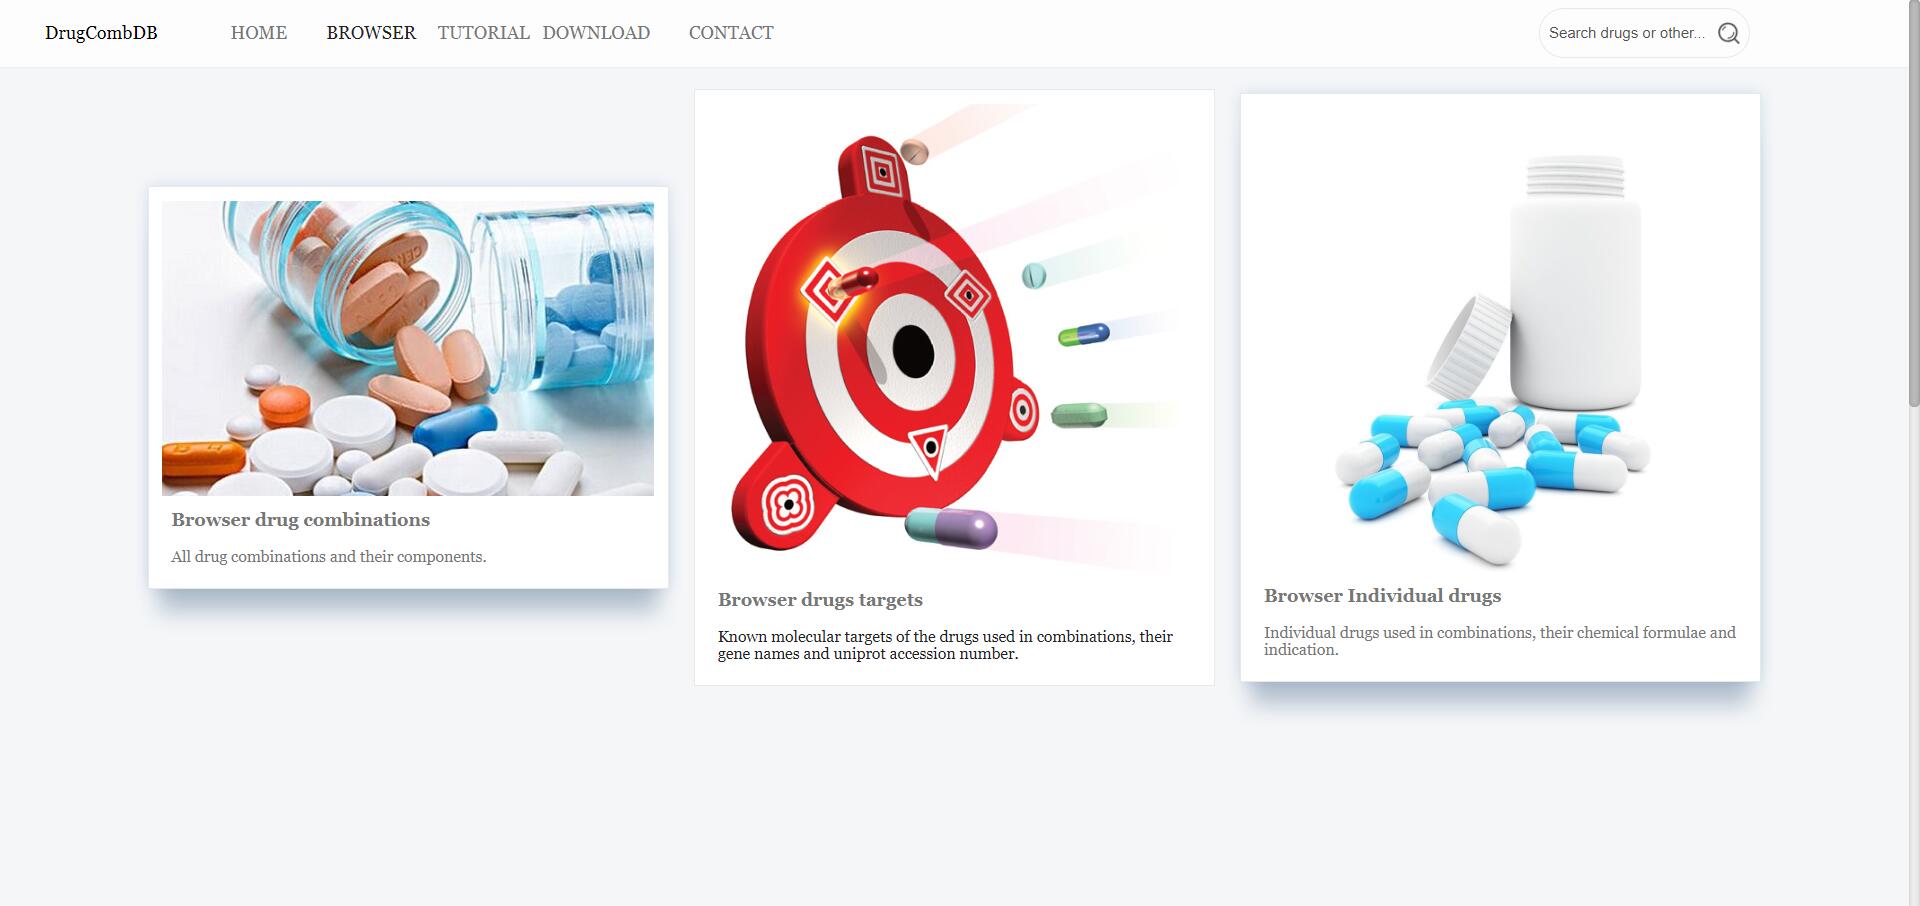 DrugCombDB
HOME
BROWSER
TUTORIAL
DOWNLOAD
CONTACT
Search drugs or other...
Browser drug combinations
All drug combinations and their components.
Browser drugs targets
Known molecular targets of the drugs used in combinations, their
gene names and uniprot accession number.
Browser Individual drugs
Individual drugs used in combinations, their chemical formulae and
indication.